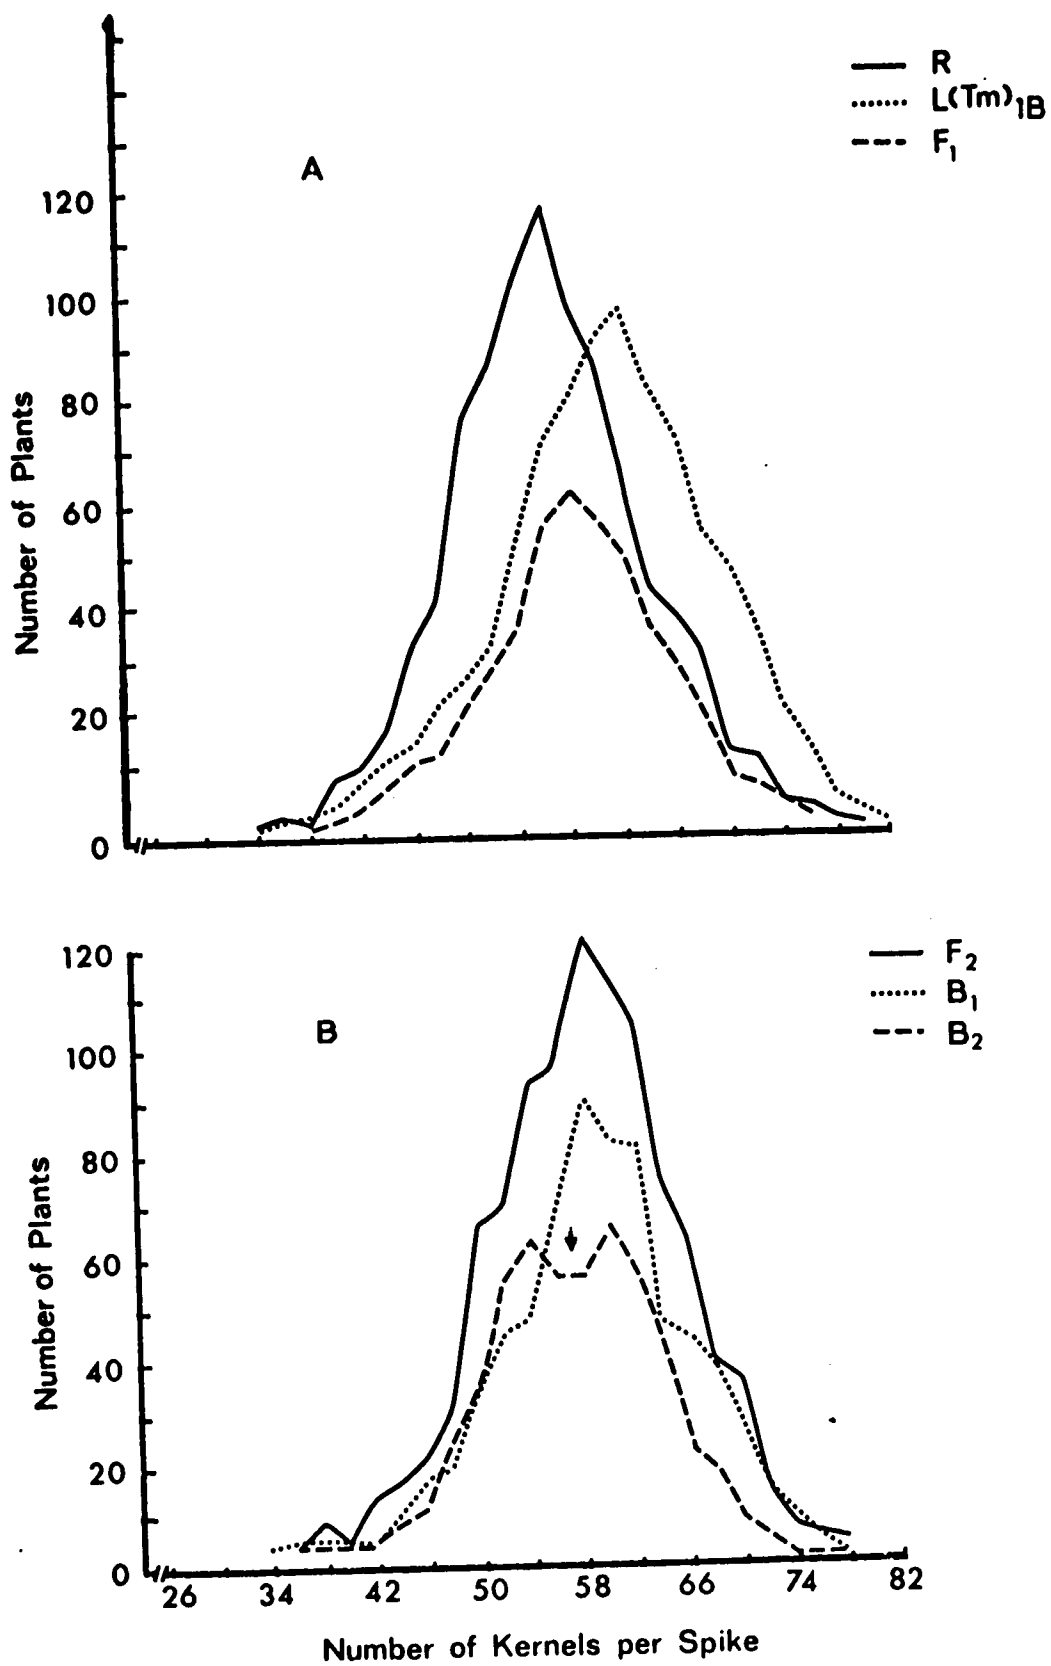 R
L(Tm)1B
F1
A
120
100
80
60
40
20
0
Number of Plants
F2
B1
B2
B
120
100
80
60
40
20
0
Number of Plants
26 34 42 50 58 66 74 82
Number of Kernels per Spike